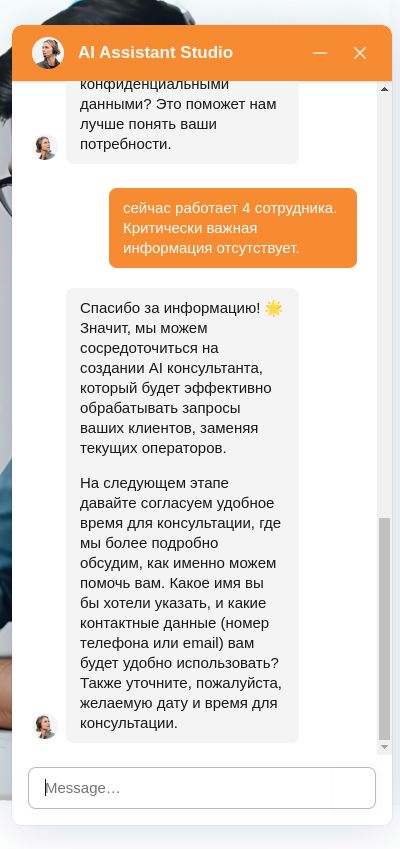 AI Assistant Studio
конфиденциальными
данными? Это поможет нам
лучше понять ваши
потребности.
сейчас работает 4 сотрудника.
Критически важная
информация отсутствует.
Спасибо за информацию! 🌟
Значит, мы можем
сосредоточиться на
создании AI консультанта,
который будет эффективно
обрабатывать запросы
ваших клиентов, заменяя
текущих операторов.
На следующем этапе
давайте согласуем удобное
время для консультации, где
мы более подробно
обсудим, как именно можем
помочь вам. Какое имя вы
бы хотели указать, и какие
контактные данные (номер
телефона или email) вам
будет удобно использовать?
Также уточните, пожалуйста,
желаемую дату и время для
консультации.
Message…